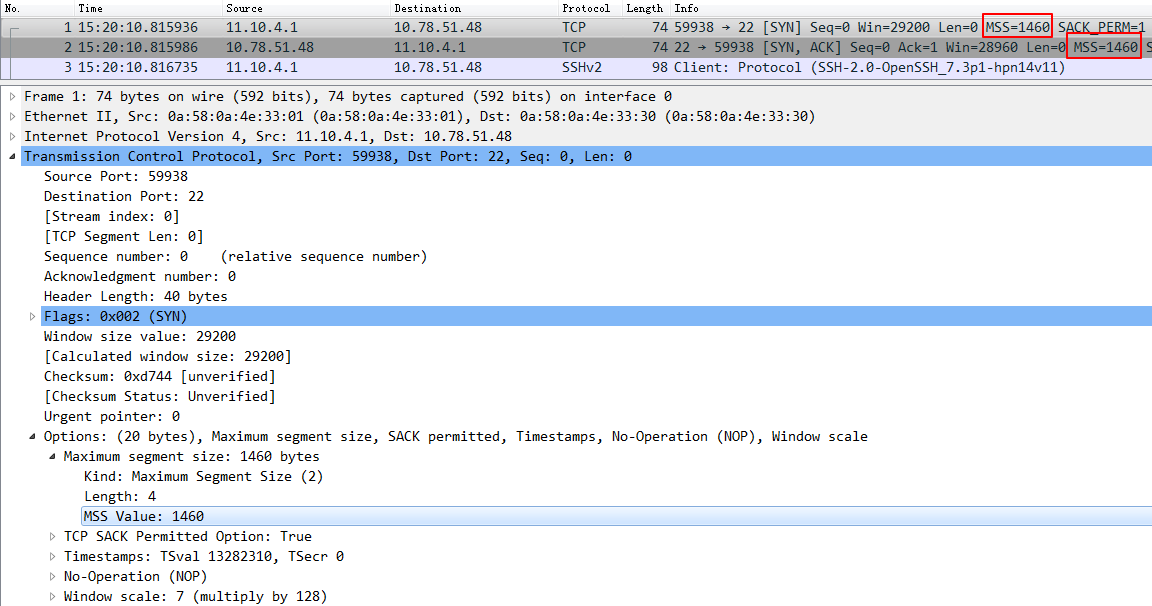 No. Time Source Destination Protocol Length Info
1 15:20:10.815936 11.10.4.1 10.78.51.48 TCP 74 59938 → 22 [SYN] Seq=0 Win=29200 Len=0 MSS=1460 SACK_PERM=1
2 15:20:10.815986 10.78.51.48 11.10.4.1 TCP 74 22 → 59938 [SYN, ACK] Seq=0 Ack=1 Win=28960 Len=0 MSS=1460 S
3 15:20:10.816735 11.10.4.1 10.78.51.48 SSHv2 98 Client: Protocol (SSH-2.0-OpenSSH_7.3p1-hpn14v11)
Frame 1: 74 bytes on wire (592 bits), 74 bytes captured (592 bits) on interface 0
Ethernet II, Src: 0a:58:0a:4e:33:01 (0a:58:0a:4e:33:01), Dst: 0a:58:0a:4e:33:30 (0a:58:0a:4e:33:30)
Internet Protocol Version 4, Src: 11.10.4.1, Dst: 10.78.51.48
Transmission Control Protocol, Src Port: 59938, Dst Port: 22, Seq: 0, Len: 0
Source Port: 59938
Destination Port: 22
[Stream index: 0]
[TCP Segment Len: 0]
Sequence number: 0 (relative sequence number)
Acknowledgment number: 0
Header Length: 40 bytes
Flags: 0x002 (SYN)
Window size value: 29200
[Calculated window size: 29200]
Checksum: 0xd744 [unverified]
[Checksum Status: Unverified]
Urgent pointer: 0
Options: (20 bytes), Maximum segment size, SACK permitted, Timestamps, No-Operation (NOP), Window scale
Maximum segment size: 1460 bytes
Kind: Maximum Segment Size (2)
Length: 4
MSS Value: 1460
TCP SACK Permitted Option: True
Timestamps: TSval 13282310, TSecr 0
No-Operation (NOP)
Window scale: 7 (multiply by 128)